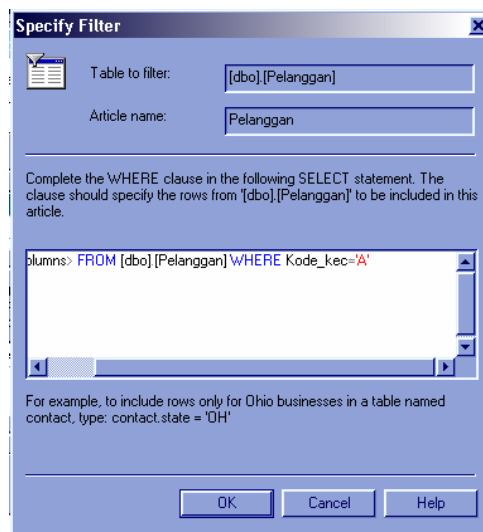 Specify Filter
Table to filter:
[dbo].[Pelanggan]
Article name:
Pelanggan
Complete the WHERE clause in the following SELECT statement. The
clause should specify the rows from '[dbo].[Pelanggan]' to be included in this
article.
olumns> FROM [dbo].[Pelanggan] WHERE Kode_kec='A'
For example, to include rows only for Ohio businesses in a table named
contact, type: contact.state = 'OH'
OK
Cancel
Help